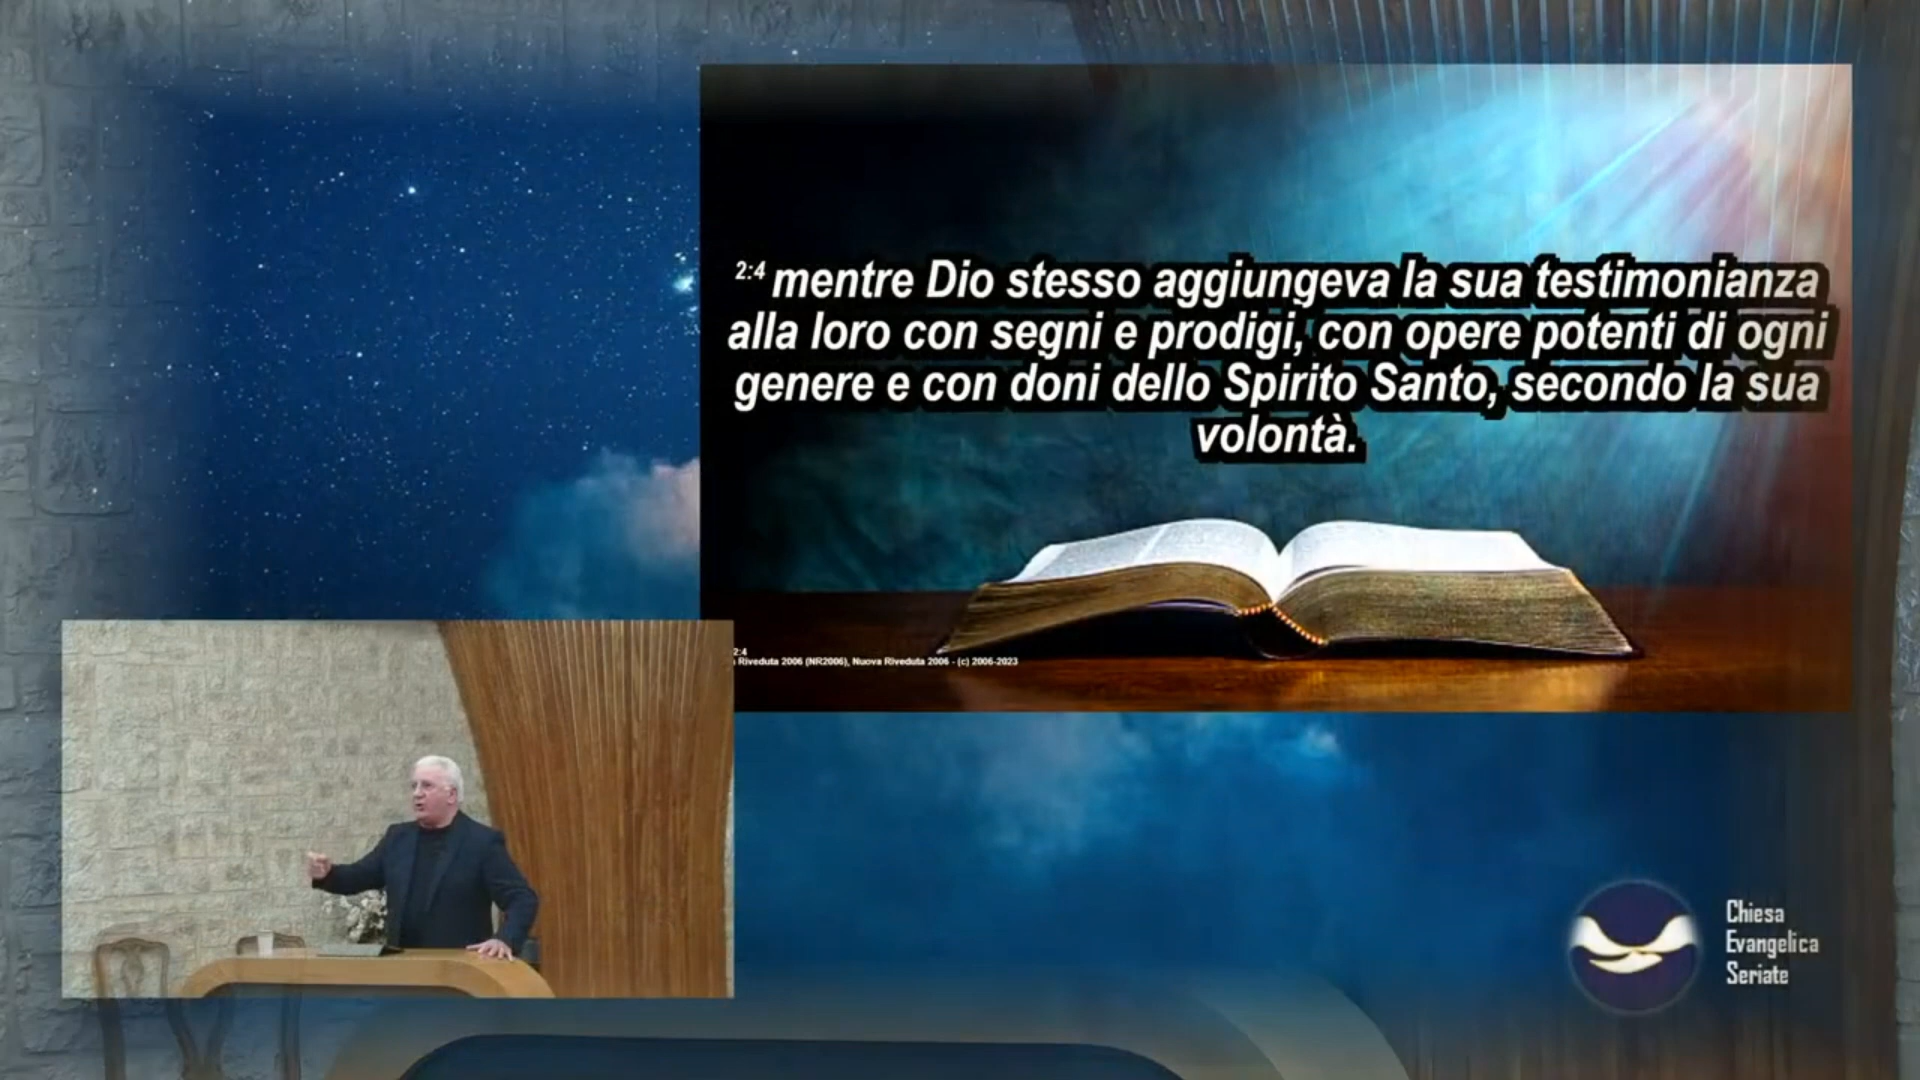 2:4 mentre Dio stesso aggiungeva la sua testimonianza
alla loro con segni e prodigi, con opere potenti di ogni
genere e con doni dello Spirito Santo, secondo la sua
volontà.
2:4
Riveduta 2006 (NR2006), Nuova Riveduta 2006 - (c) 2006-2023
Chiesa
Evangelica
Seriate